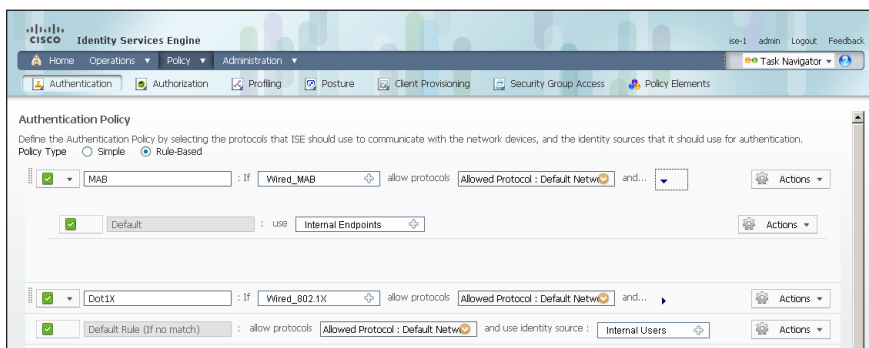 CISCO Identity Services Engine ise-1 admin Logout Feedback
Home Operations Policy Administration Task Navigator
Authentication Authorization Profiling Posture Client Provisioning Security Group Access Policy Elements
Authentication Policy
Define the Authentication Policy by selecting the protocols that ISE should use to communicate with the network devices, and the identity sources that it should use for authentication.
Policy Type Simple Rule-Based
MAB : If Wired_MAB allow protocols Allowed Protocol : Default Netw and... Actions
Default : use Internal Endpoints Actions
Dot1X : If Wired_802.1X allow protocols Allowed Protocol : Default Netw and... Actions
Default Rule (If no match) : allow protocols Allowed Protocol : Default Netw and use identity source : Internal Users Actions